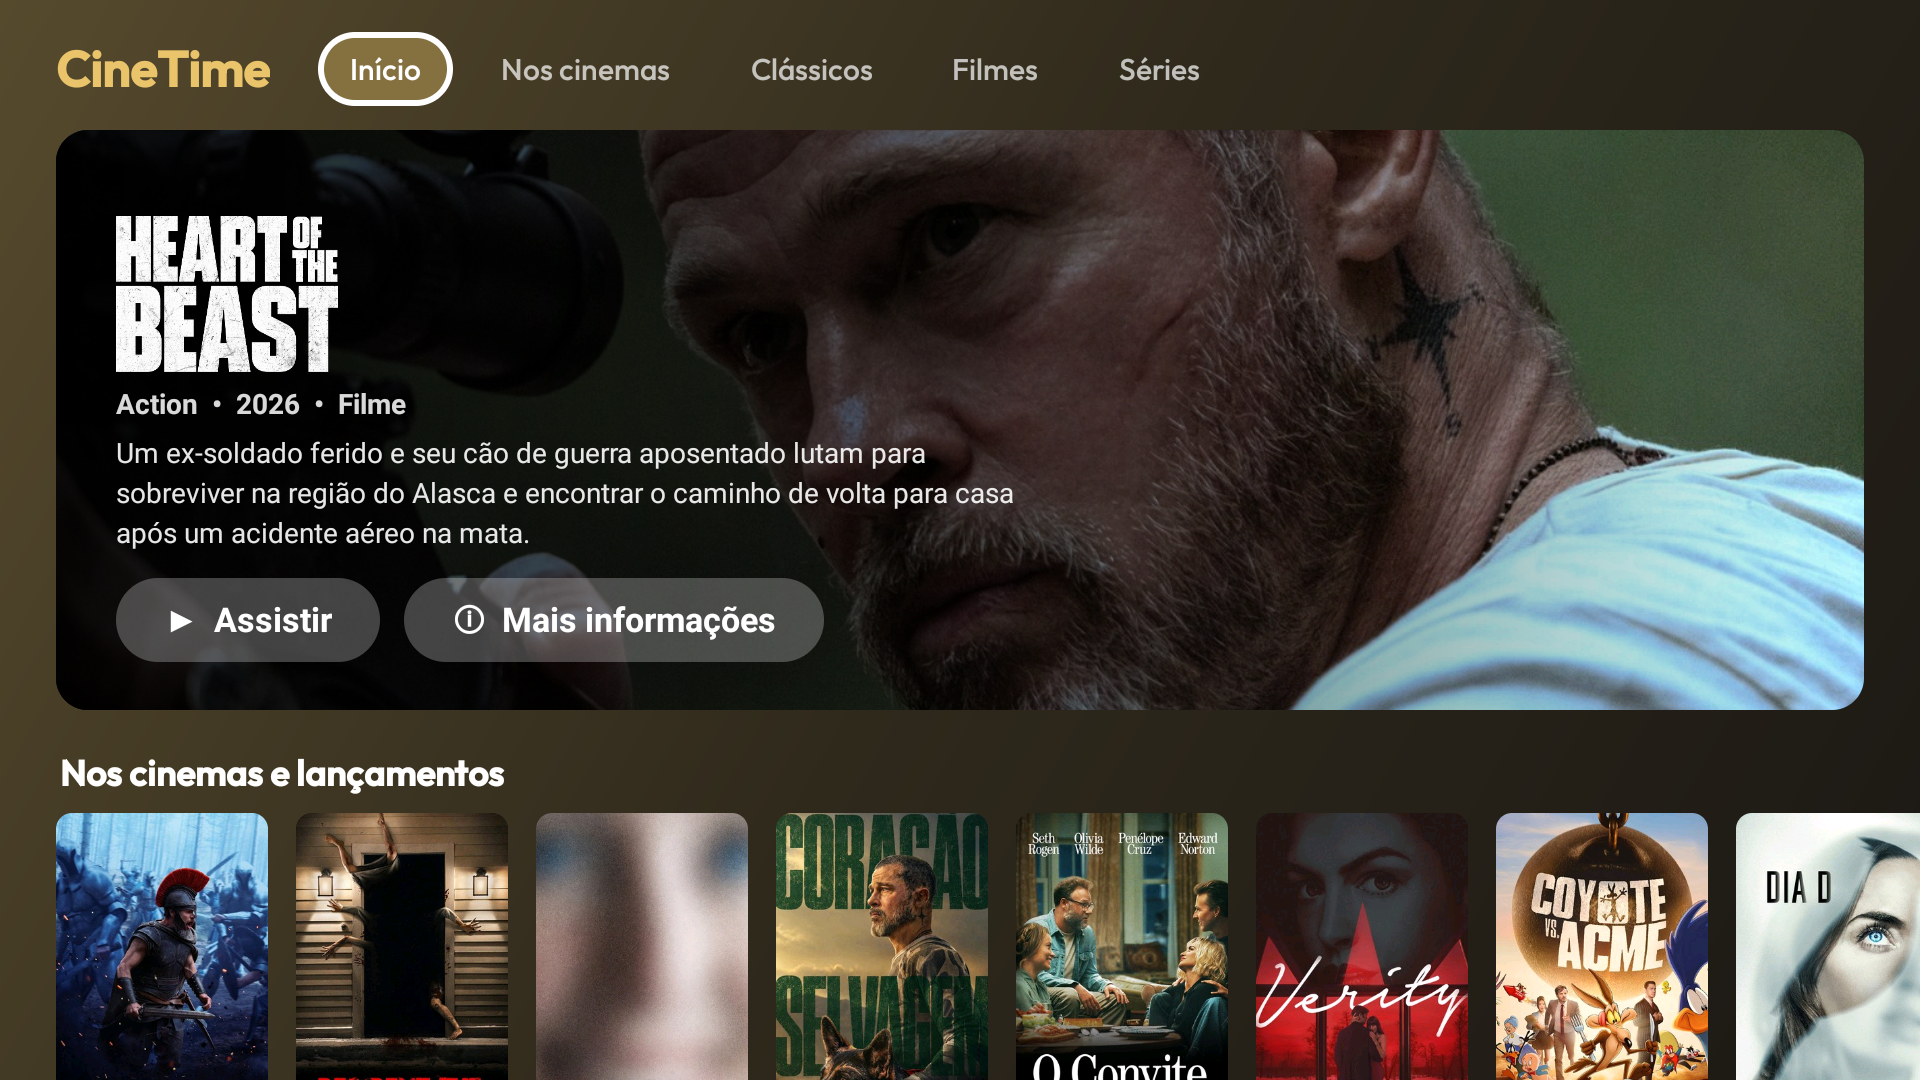 CineTime
Início
Nos cinemas
Clássicos
Filmes
Séries
HEART OF THE
BEAST
Action • 2026 • Filme
Um ex-soldado ferido e seu cão de guerra aposentado lutam para
sobreviver na região do Alasca e encontrar o caminho de volta para casa
após um acidente aéreo na mata.
Assistir
Mais informações
Nos cinemas e lançamentos
CORAÇÃO
SELVAGEM
Seth Rogen
Olivia Wilde
Penélope Cruz
Edward Norton
O Convite
Verity
COYOTE
VS.
ACME
DIA D